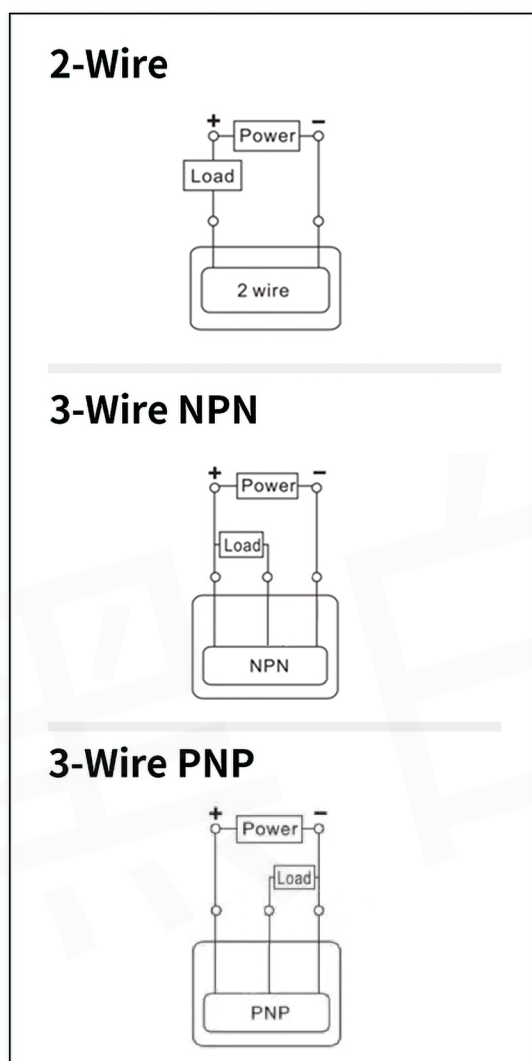 2-Wire
+ Power −
Load
2 wire
3-Wire NPN
+ Power −
Load
NPN
3-Wire PNP
+ Power −
Load
PNP